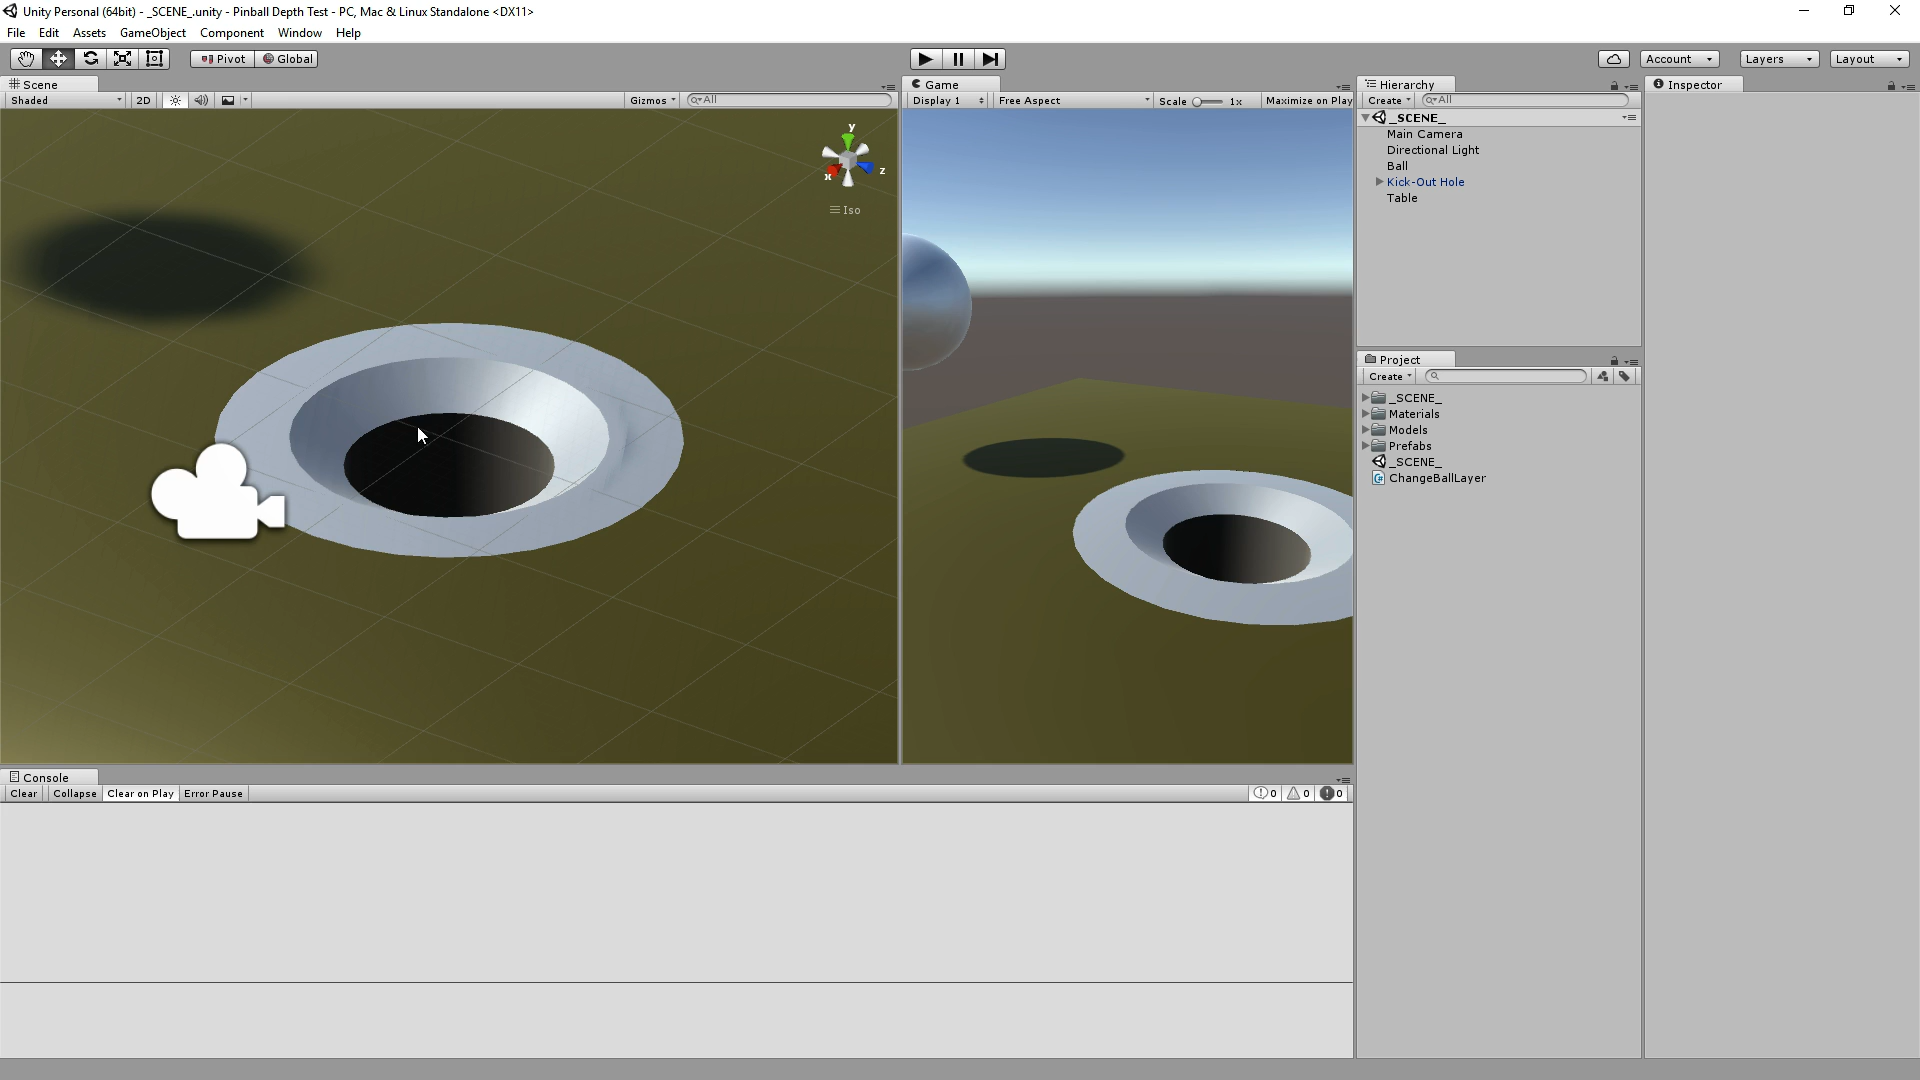 Unity Personal (64bit) - _SCENE_.unity - Pinball Depth Test - PC, Mac & Linux Standalone <DX11>
File Edit Assets GameObject Component Window Help
Pivot Global Account Layers Layout
Scene
Shaded 2D Gizmos All
y
x
z
Iso
Game
Display 1 Free Aspect Scale 1x Maximize on Play
Hierarchy
Create All
_SCENE_
Main Camera
Directional Light
Ball
Kick-Out Hole
Table
Project
Create
_SCENE_
Materials
Models
Prefabs
_SCENE_
ChangeBallLayer
Inspector
Console
Clear Collapse Clear on Play Error Pause 0 0 0